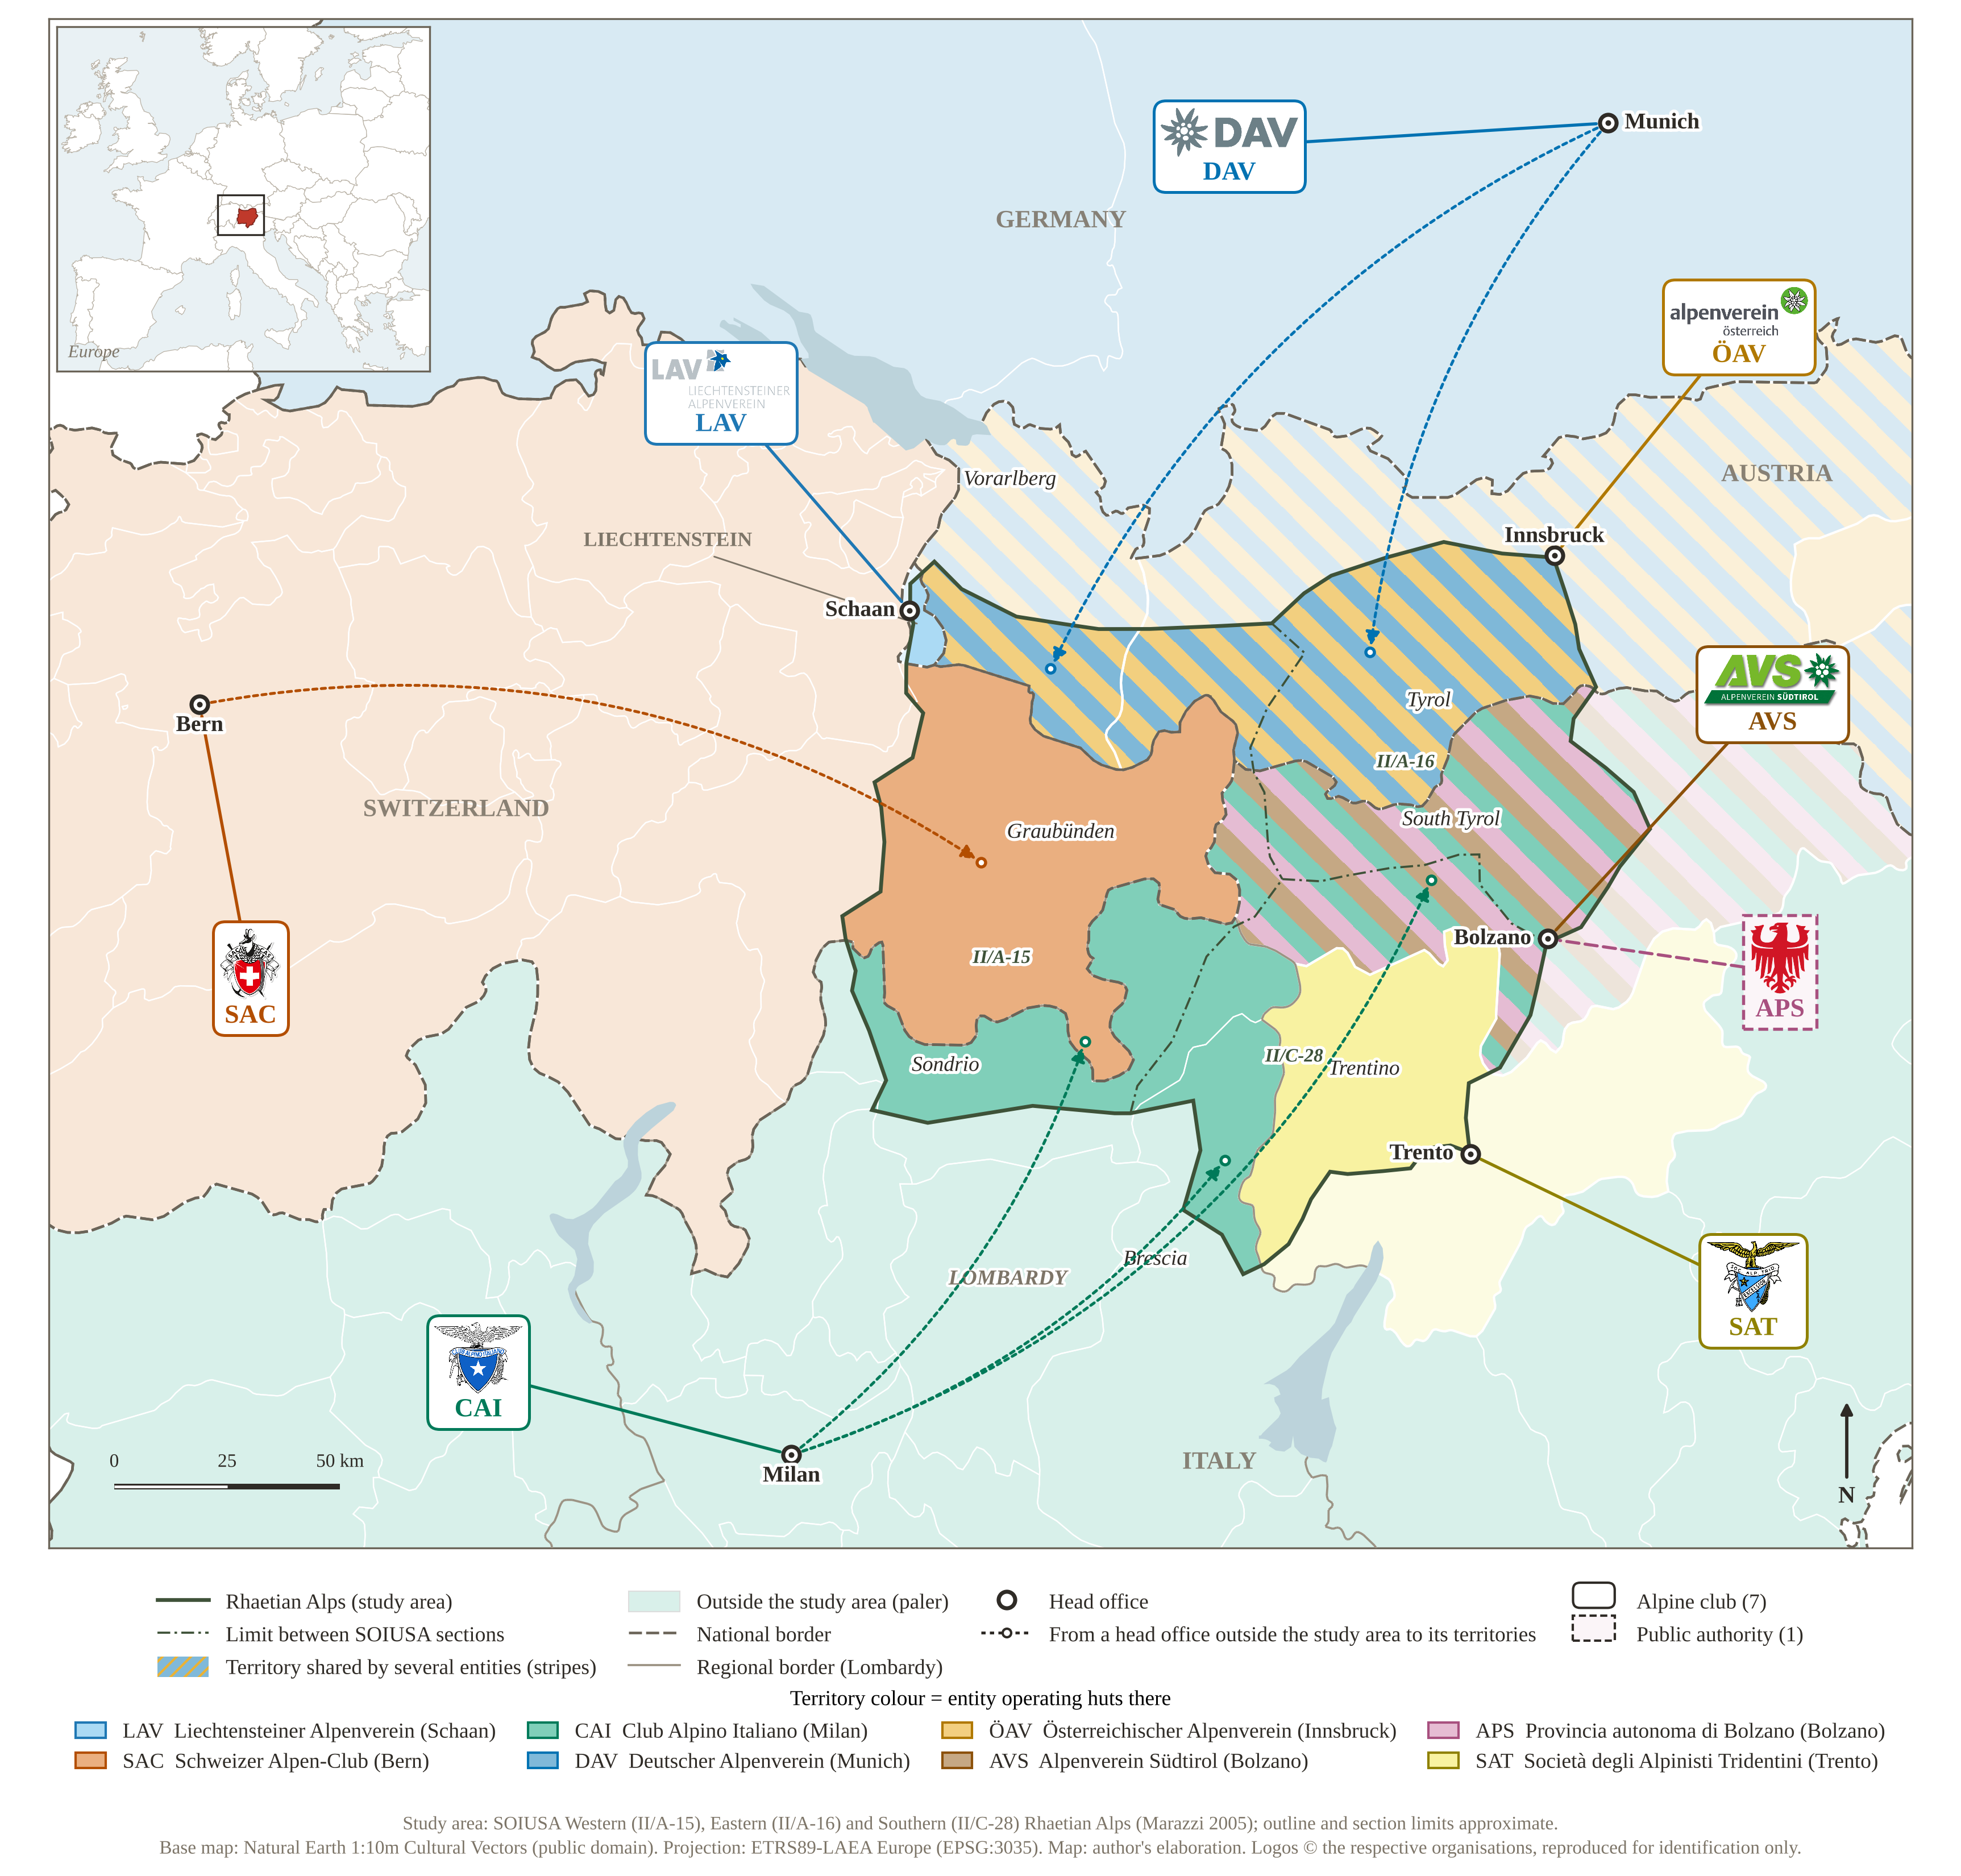 Europe
DAV
DAV
Munich
GERMANY
alpenverein
österreich
ÖAV
LAV
LIECHTENSTEINER
ALPENVEREIN
LAV
Vorarlberg
AUSTRIA
LIECHTENSTEIN
Innsbruck
Schaan
Bern
Tyrol
AVS
ALPENVEREIN SÜDTIROL
AVS
II/A-16
SWITZERLAND
South Tyrol
Graubünden
Bolzano
II/A-15
SAC
APS
Sondrio
II/C-28
Trentino
Trento
Brescia
LOMBARDY
SAT
CAI
ITALY
0 25 50 km
Milan
N
Rhaetian Alps (study area)
Outside the study area (paler)
Head office
Alpine club (7)
Limit between SOIUSA sections
National border
From a head office outside the study area to its territories
Public authority (1)
Territory shared by several entities (stripes)
Regional border (Lombardy)
Territory colour = entity operating huts there
LAV Liechtensteiner Alpenverein (Schaan)
CAI Club Alpino Italiano (Milan)
ÖAV Österreichischer Alpenverein (Innsbruck)
APS Provincia autonoma di Bolzano (Bolzano)
SAC Schweizer Alpen-Club (Bern)
DAV Deutscher Alpenverein (Munich)
AVS Alpenverein Südtirol (Bolzano)
SAT Società degli Alpinisti Tridentini (Trento)
Study area: SOIUSA Western (II/A-15), Eastern (II/A-16) and Southern (II/C-28) Rhaetian Alps (Marazzi 2005); outline and section limits approximate.
Base map: Natural Earth 1:10m Cultural Vectors (public domain). Projection: ETRS89-LAEA Europe (EPSG:3035). Map: author's elaboration. Logos © the respective organisations, reproduced for identification only.